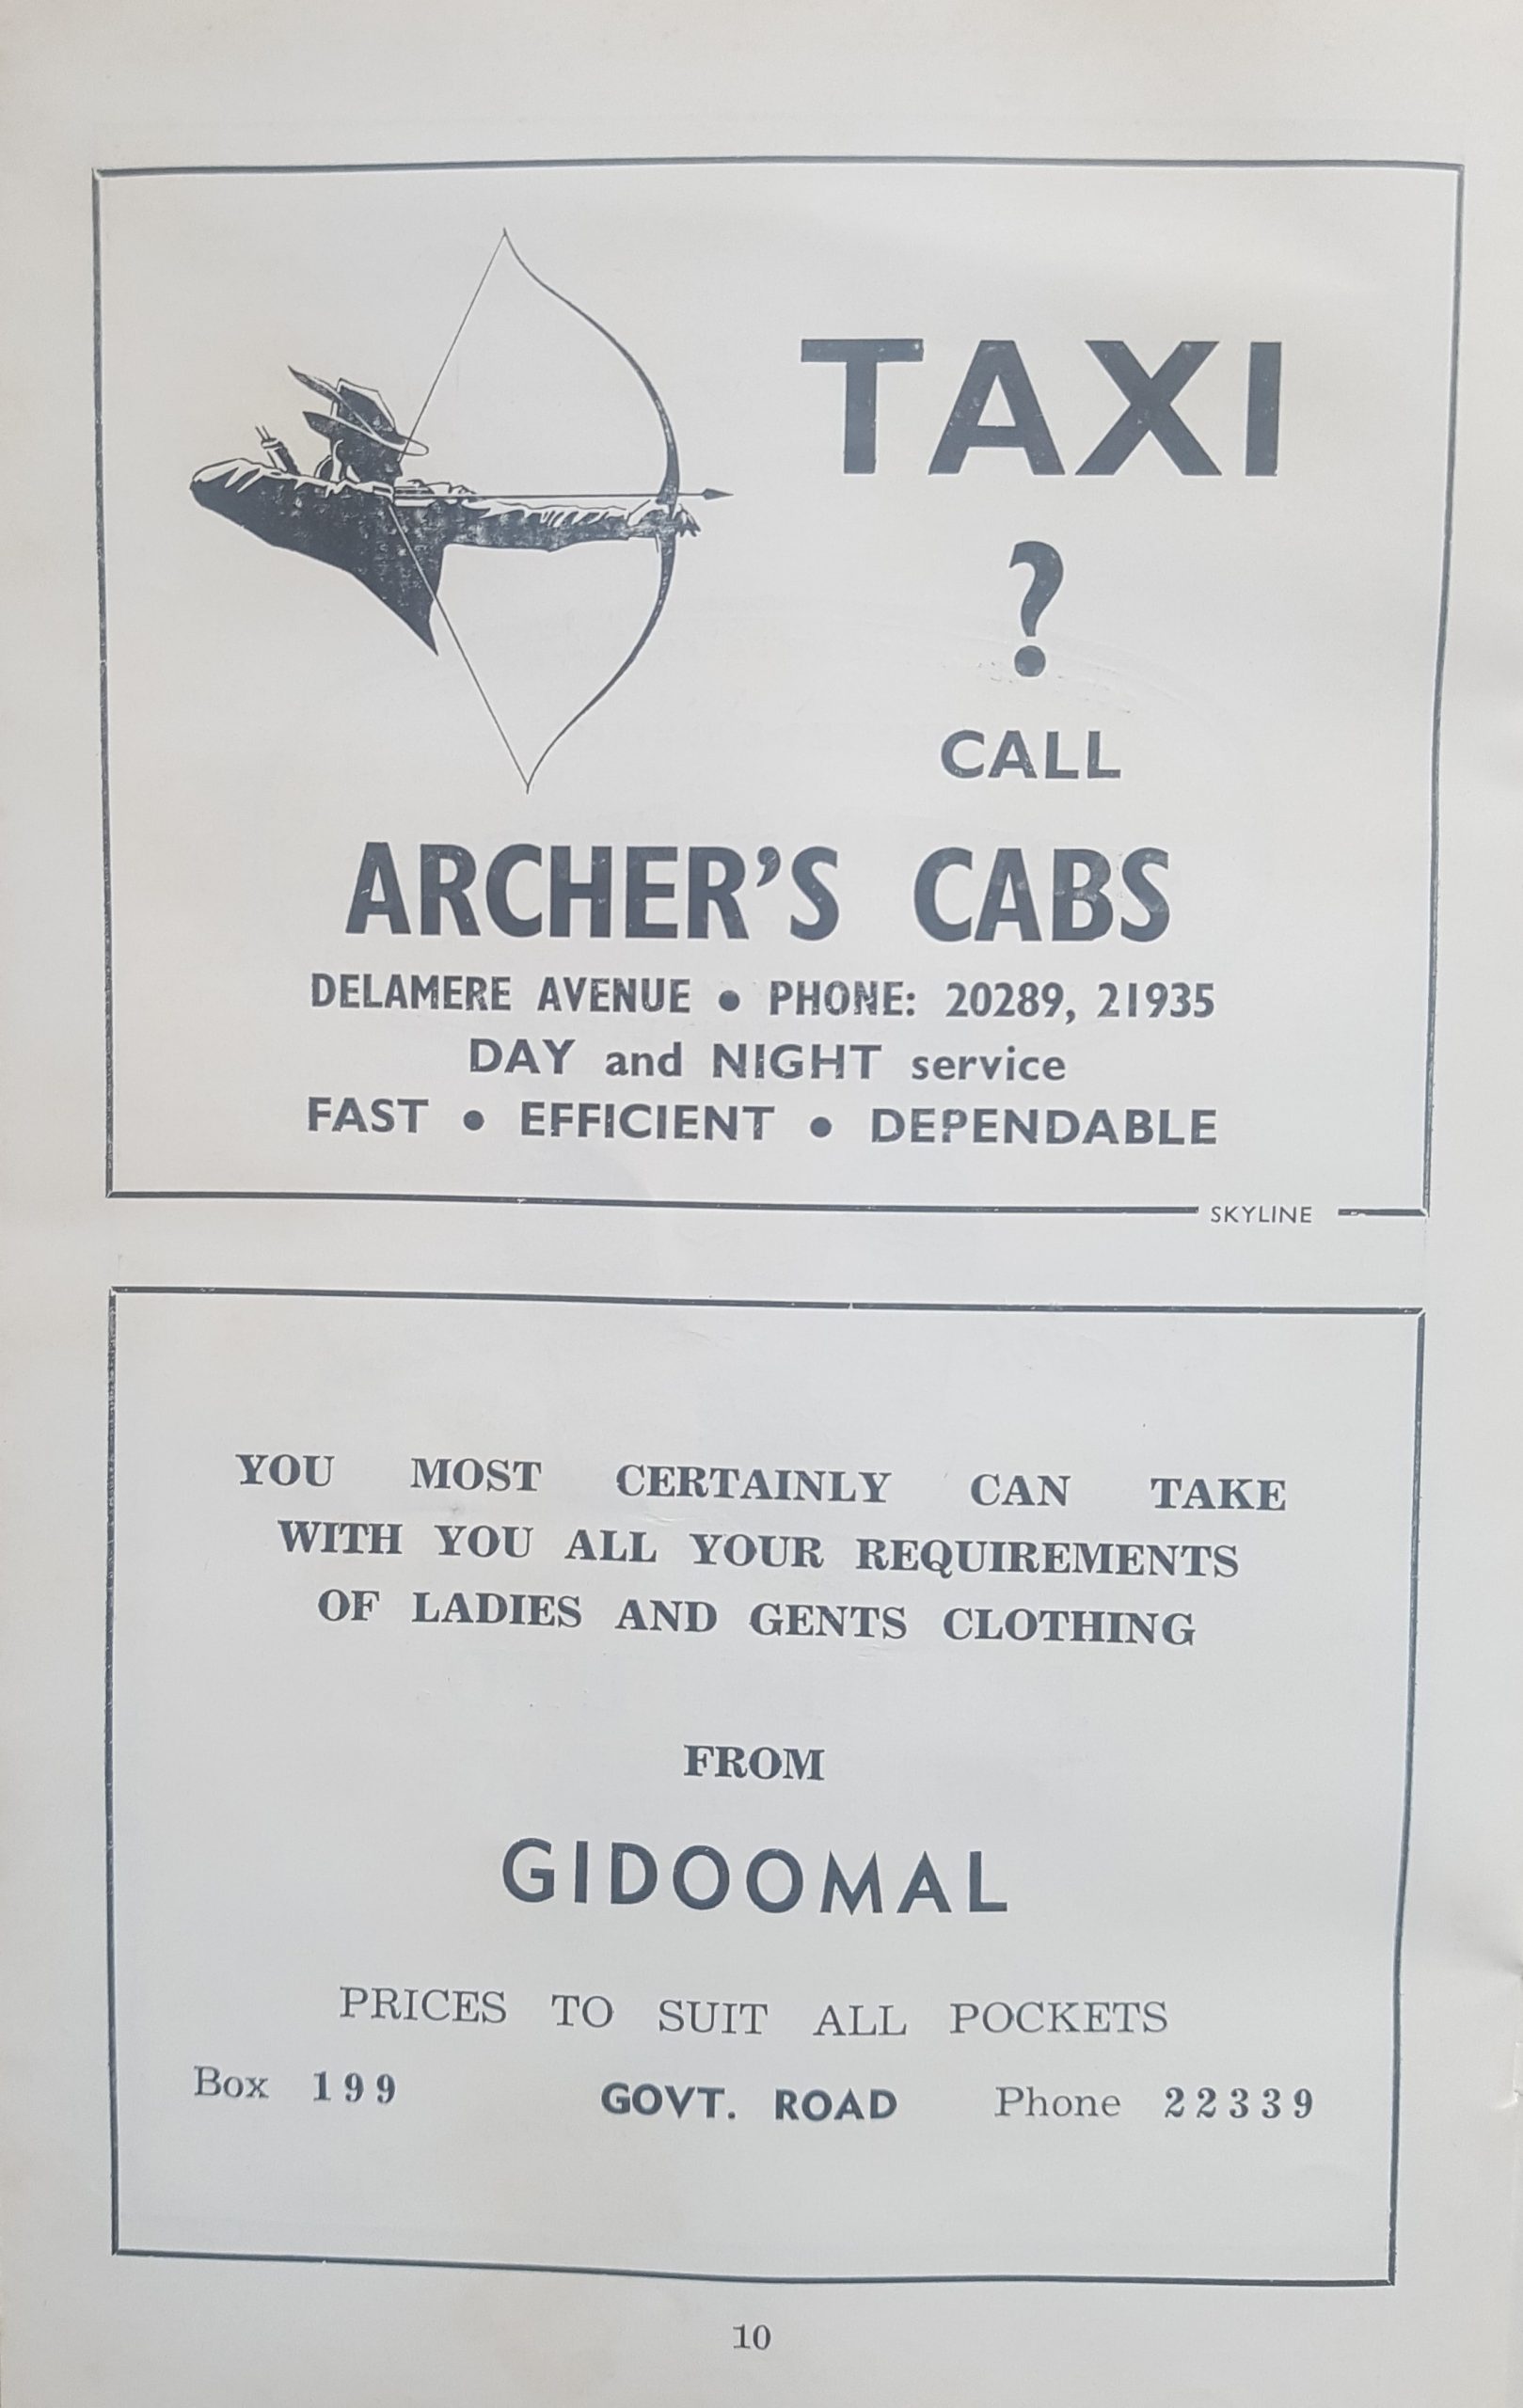 TAXI
?
CALL
ARCHER'S CABS
DELAMERE AVENUE • PHONE: 20289, 21935
DAY and NIGHT service
FAST • EFFICIENT • DEPENDABLE
SKYLINE
YOU MOST CERTAINLY CAN TAKE
WITH YOU ALL YOUR REQUIREMENTS
OF LADIES AND GENTS CLOTHING
FROM
GIDOOMAL
PRICES TO SUIT ALL POCKETS
Box 199 GOVT. ROAD Phone 22339
10